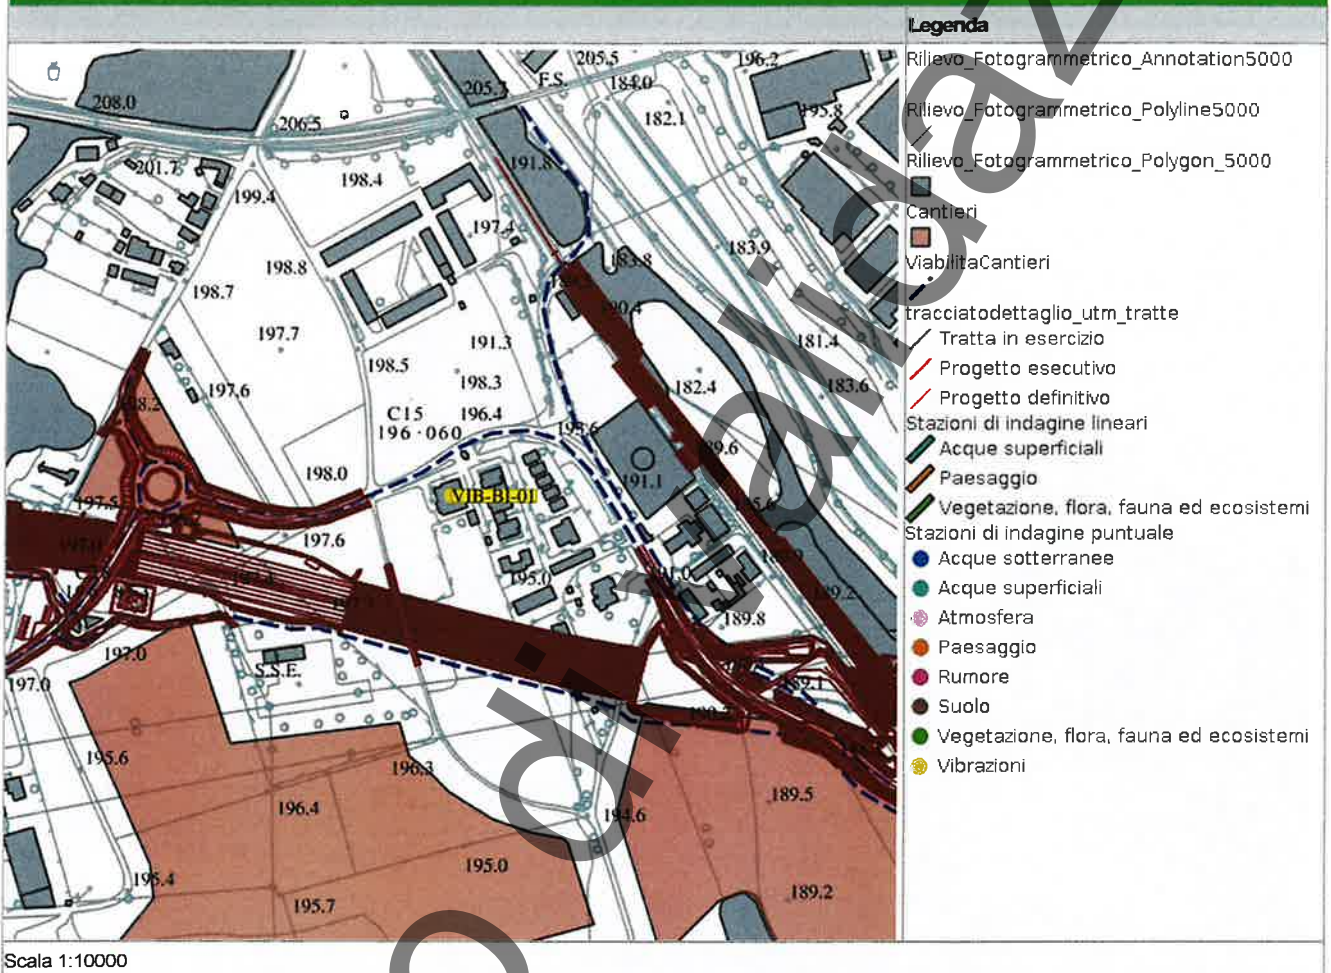 Legenda
Rilievo_Fotogrammetrico_Annotation5000
Rilievo_Fotogrammetrico_Polyline5000
Rilievo_Fotogrammetrico_Polygon_5000
Cantieri
ViabilitaCantieri
tracciatodettaglio_utm_tratte
Tratta in esercizio
Progetto esecutivo
Progetto definitivo
Stazioni di indagine lineari
Acque superficiali
Paesaggio
Vegetazione, flora, fauna ed ecosistemi
Stazioni di indagine puntuale
Acque sotterranee
Acque superficiali
Atmosfera
Paesaggio
Rumore
Suolo
Vegetazione, flora, fauna ed ecosistemi
Vibrazioni
205.5
196.2
F.S.
184.0
208.0
206.5
182.1
195.8
201.7
191.8
198.4
199.4
197.4
183.9
198.8
183.8
198.7
197.7
191.3
181.4
198.5
198.3
182.4
183.6
197.6
C15
196.4
196.060
198.0
191.1
VIB-BI-01
197.5
197.6
195.0
189.8
197.0
S.S.E.
197.0
195.6
196.3
196.4
189.5
194.6
195.0
195.4
195.7
189.2
Scala 1:10000
di